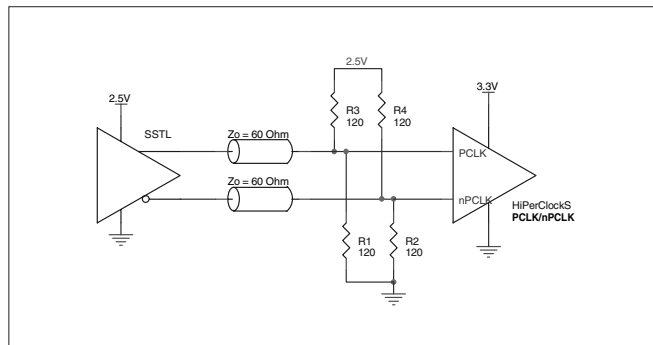 2.5V
2.5V
3.3V
SSTL
R3
120
R4
120
Zo = 60 Ohm
PCLK
Zo = 60 Ohm
nPCLK
HiPerClockS
PCLK/nPCLK
R1
120
R2
120